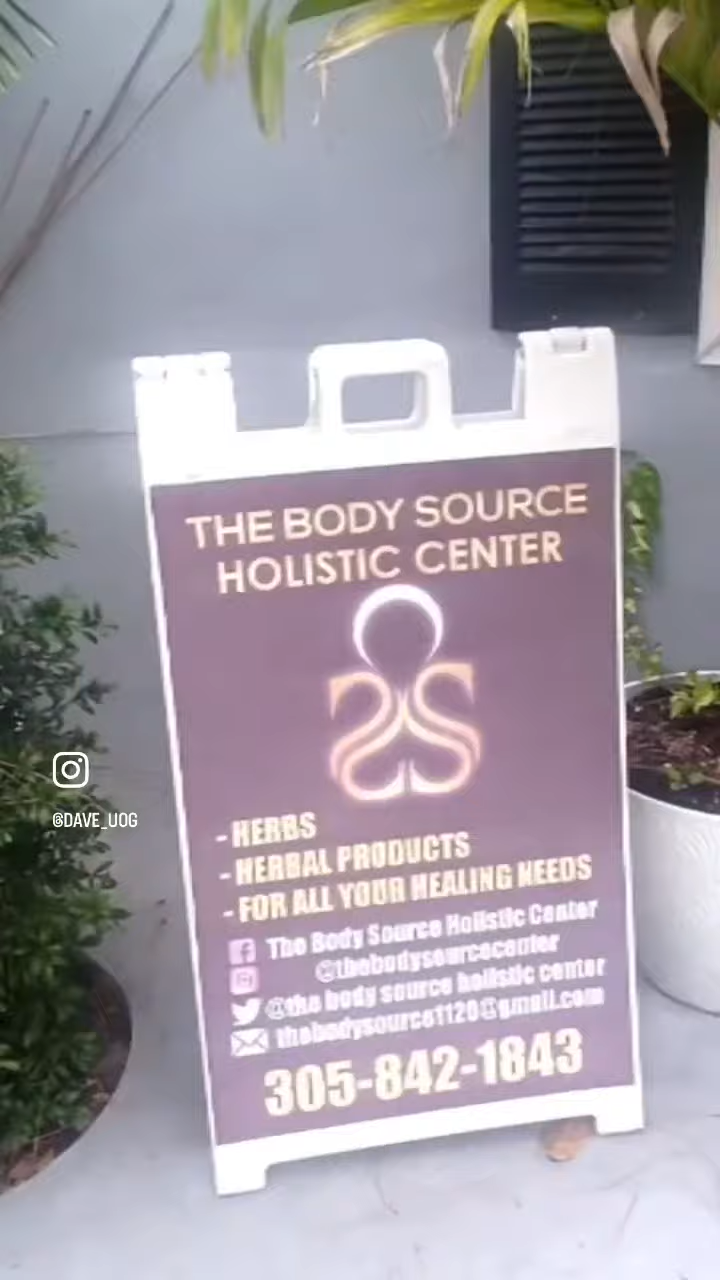 THE BODY SOURCE
HOLISTIC CENTER
- HERBS
- HERBAL PRODUCTS
- FOR ALL YOUR HEALING NEEDS
The Body Source Holistic Center
@thebodysourcecenter
@the body source holistic center
thebodysource1120@gmail.com
305-842-1843
@DAVE_UOG